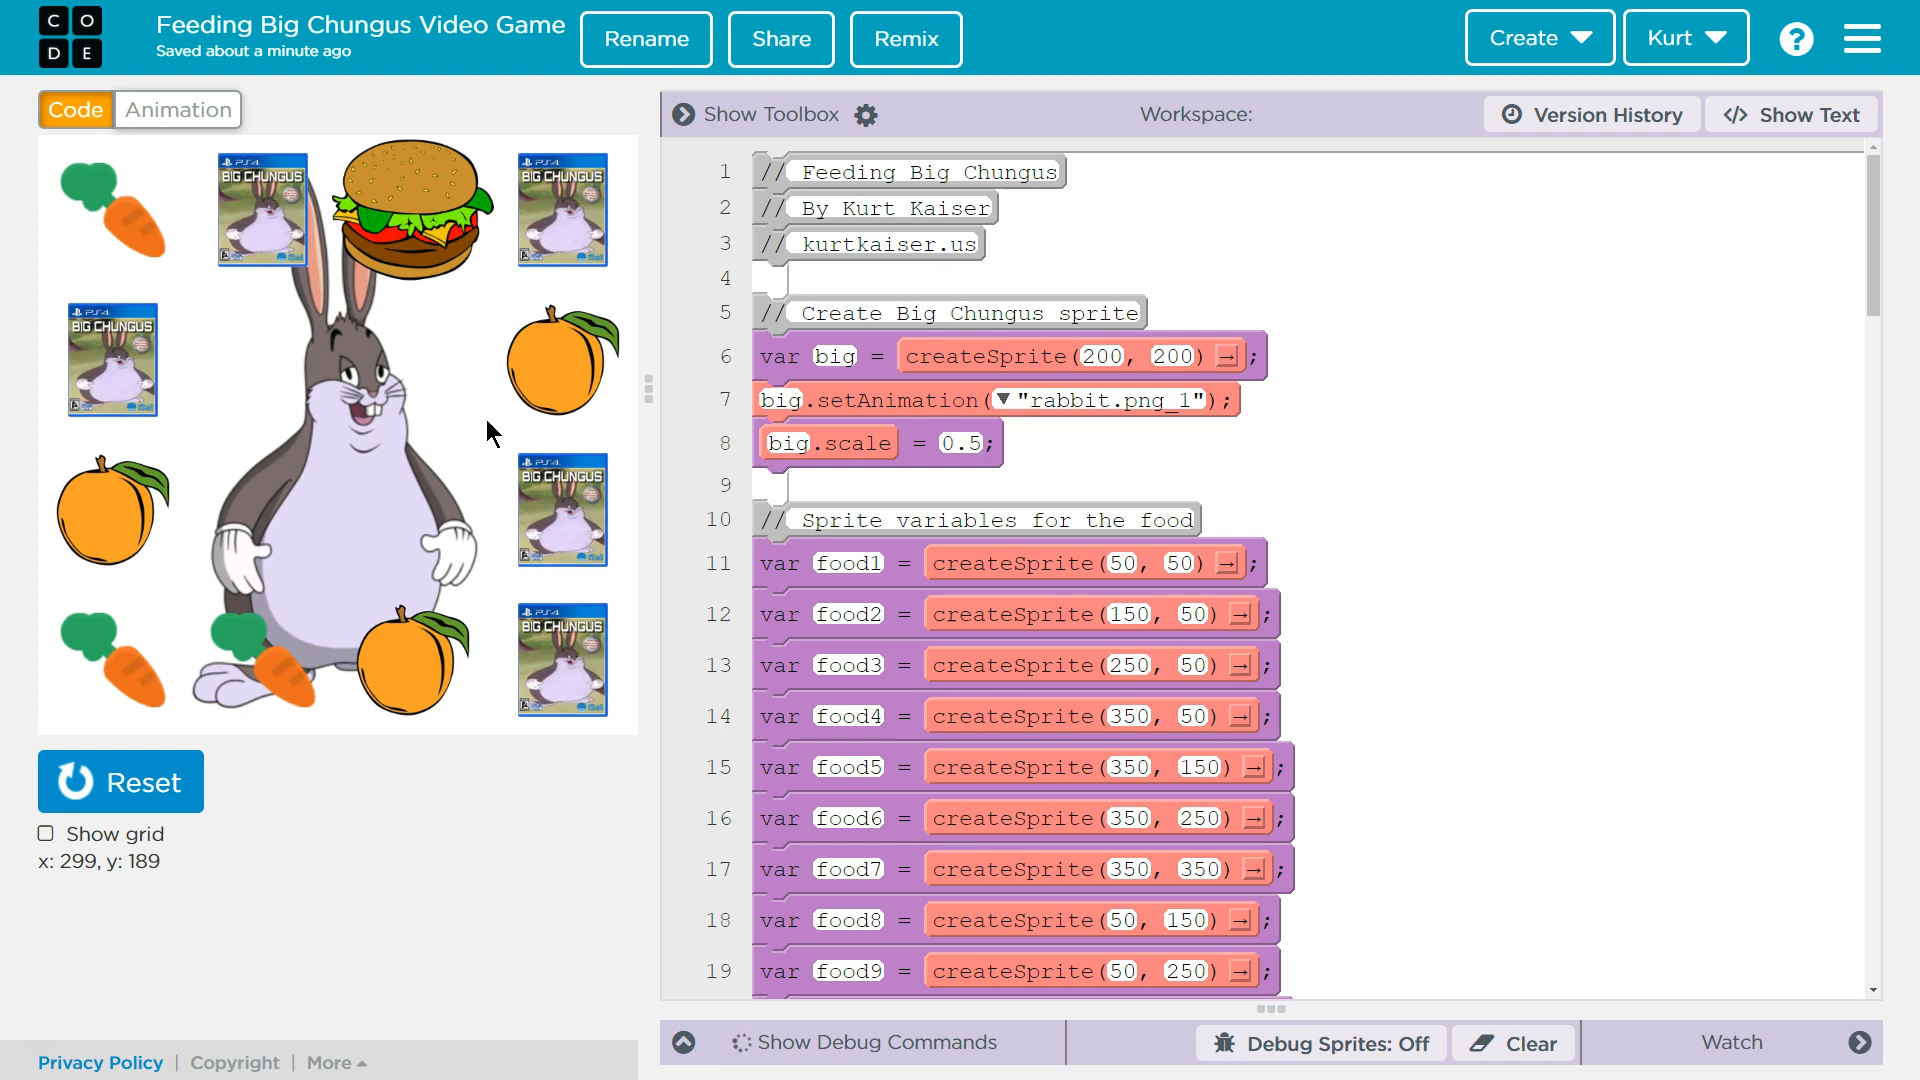 CODE
Feeding Big Chungus Video Game
Saved about a minute ago
Rename
Share
Remix
Create
Kurt
?
Code
Animation
Show Toolbox
Workspace:
Version History
</> Show Text
PS4
BIG CHUNGUS
PS4
BIG CHUNGUS
PS4
BIG CHUNGUS
PS4
BIG CHUNGUS
PS4
BIG CHUNGUS
1 // Feeding Big Chungus
2 // By Kurt Kaiser
3 // kurtkaiser.us
4
5 // Create Big Chungus sprite
6 var big = createSprite(200, 200) → ;
7 big.setAnimation( ▼ "rabbit.png_1");
8 big.scale = 0.5;
9
10 // Sprite variables for the food
11 var food1 = createSprite(50, 50) → ;
12 var food2 = createSprite(150, 50) → ;
13 var food3 = createSprite(250, 50) → ;
14 var food4 = createSprite(350, 50) → ;
15 var food5 = createSprite(350, 150) → ;
16 var food6 = createSprite(350, 250) → ;
17 var food7 = createSprite(350, 350) → ;
18 var food8 = createSprite(50, 150) → ;
19 var food9 = createSprite(50, 250) → ;
Reset
Show grid
x: 299, y: 189
Show Debug Commands
Debug Sprites: Off
Clear
Watch
Privacy Policy | Copyright | More